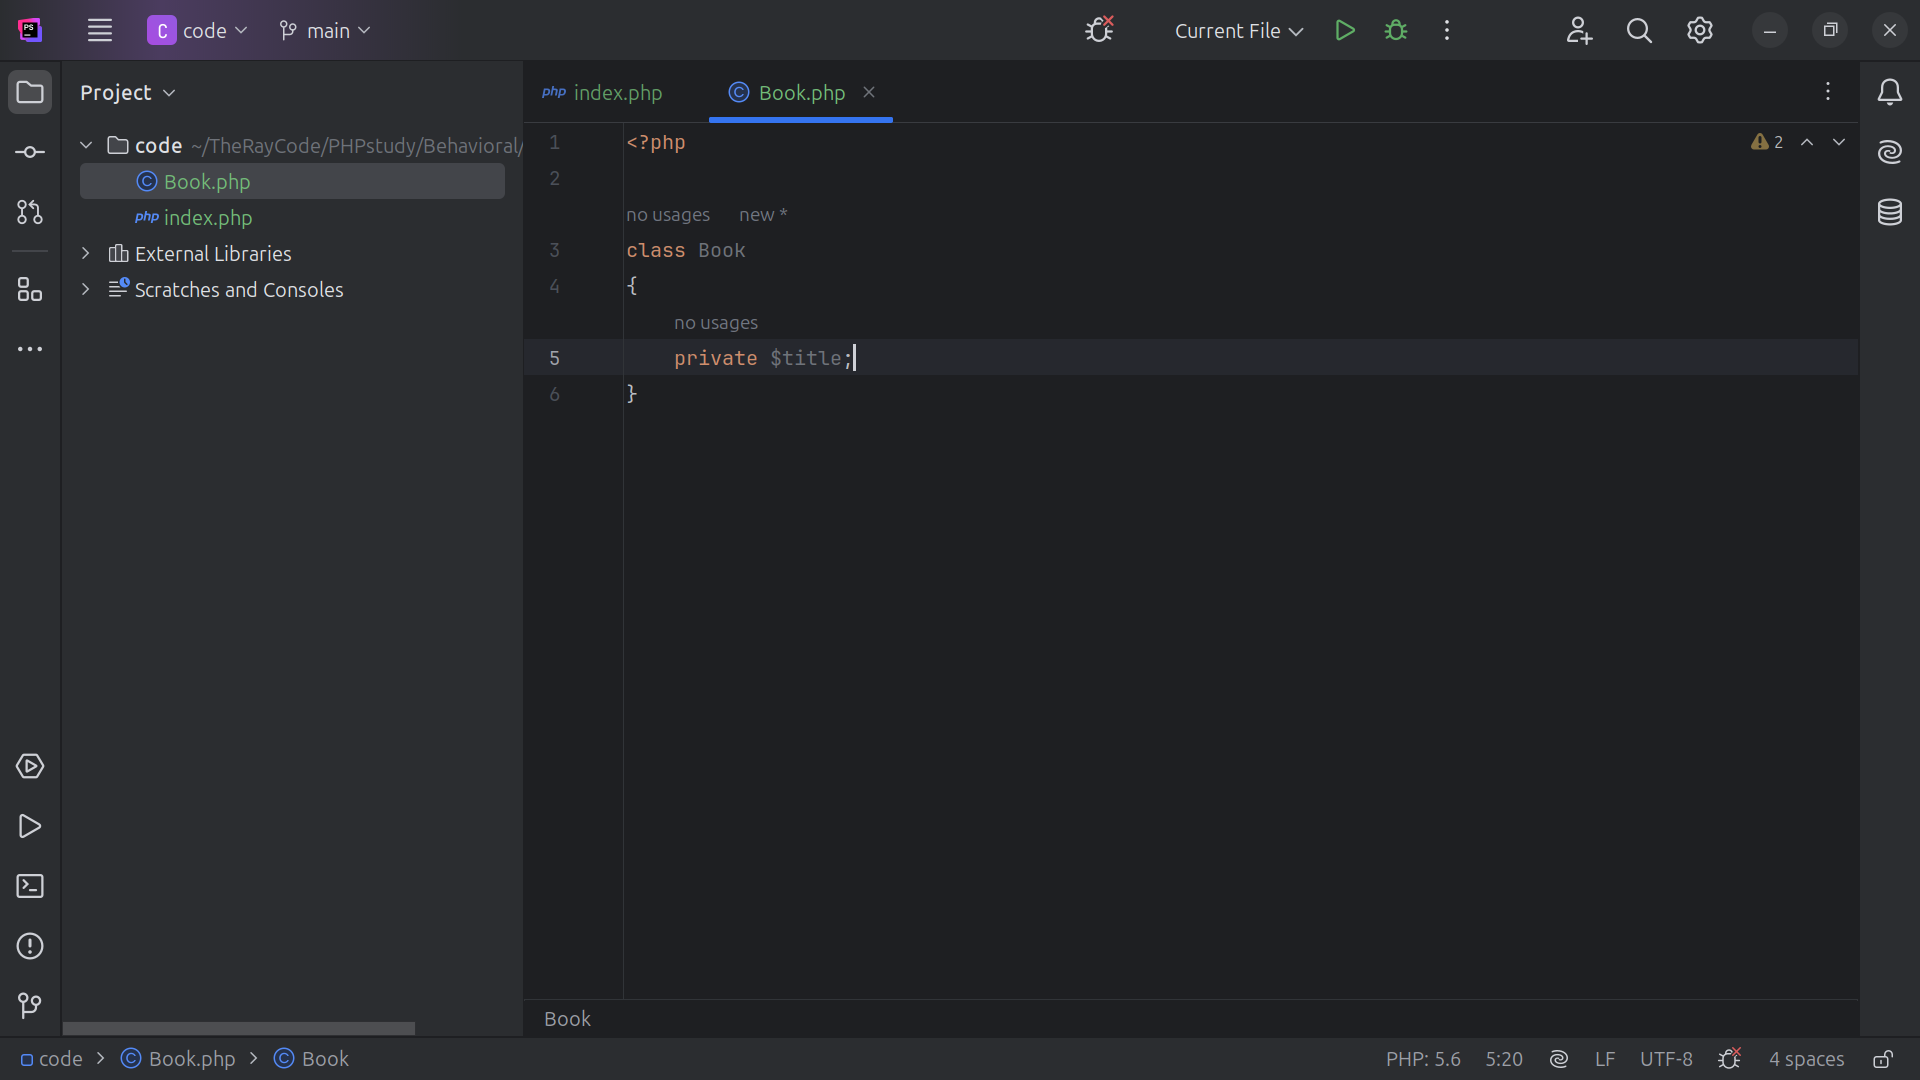 PS
C code main
Current File
Project
code ~/TheRayCode/PHPstudy/Behavioral/
C Book.php
php index.php
External Libraries
Scratches and Consoles
php index.php
C Book.php
1 <?php
2
2
no usages new *
3 class Book
4 {
no usages
5 private $title;
6 }
Book
code > C Book.php > C Book
PHP: 5.6 5:20 LF UTF-8 4 spaces